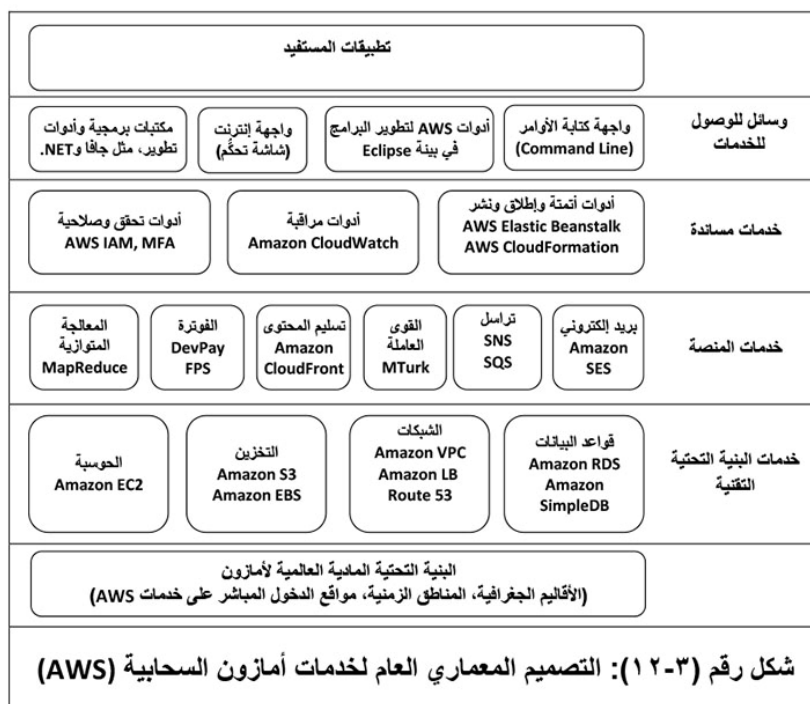 تطبيقات المستفيد
وسائل للوصول
للخدمات
واجهة كتابة الأوامر
(Command Line)
أدوات AWS لتطوير البرامج
في بيئة Eclipse
واجهة إنترنت
(شاشة تحكُّم)
مكتبات برمجية وأدوات
تطوير، مثل جافا وNET.
خدمات مساندة
أدوات أتمتة وإطلاق ونشر
AWS Elastic Beanstalk
AWS CloudFormation
أدوات مراقبة
Amazon CloudWatch
أدوات تحقق وصلاحية
AWS IAM, MFA
خدمات المنصة
بريد إلكتروني
Amazon
SES
تراسل
SNS
SQS
القوى
العاملة
MTurk
تسليم المحتوى
Amazon
CloudFront
الفوترة
DevPay
FPS
المعالجة
المتوازية
MapReduce
خدمات البنية التحتية
التقنية
قواعد البيانات
Amazon RDS
Amazon
SimpleDB
الشبكات
Amazon VPC
Amazon LB
Route 53
التخزين
Amazon S3
Amazon EBS
الحوسبة
Amazon EC2
البنية التحتية المادية العالمية لأمازون
(الأقاليم الجغرافية، المناطق الزمنية، مواقع الدخول المباشر على خدمات AWS)
شكل رقم (٣-١٢): التصميم المعماري العام لخدمات أمازون السحابية (AWS)